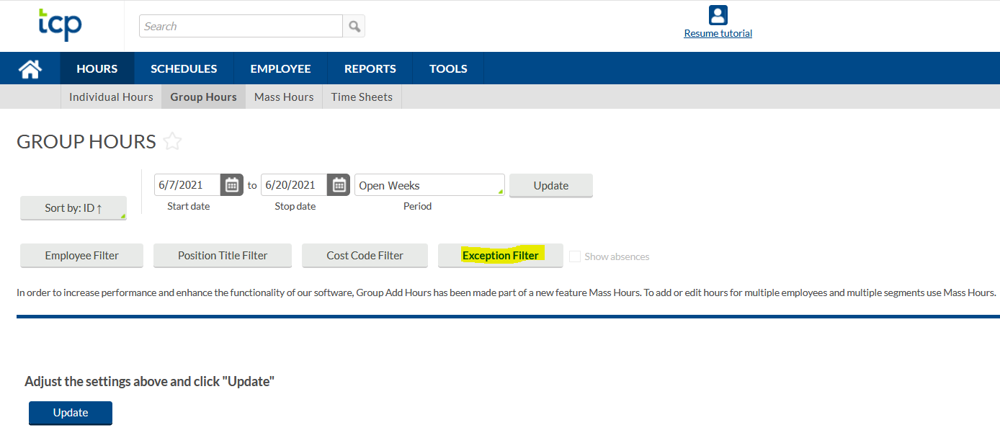 tcp
Search
Resume tutorial
HOURS SCHEDULES EMPLOYEE REPORTS TOOLS
Individual Hours Group Hours Mass Hours Time Sheets
GROUP HOURS
6/7/2021 to 6/20/2021 Open Weeks Update
Start date Stop date Period
Sort by: ID ↑
Employee Filter Position Title Filter Cost Code Filter Exception Filter Show absences
In order to increase performance and enhance the functionality of our software, Group Add Hours has been made part of a new feature Mass Hours. To add or edit hours for multiple employees and multiple segments use Mass Hours.
Adjust the settings above and click "Update"
Update